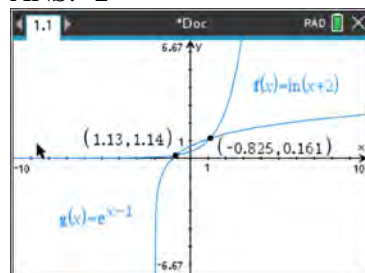 1.1
*Doc
RAD
6.67
y
f(x)=ln(x+2)
(1.13,1.14)
1
x
-10
1
10
(-0.825,0.161)
g(x)=e^x-1
-6.67